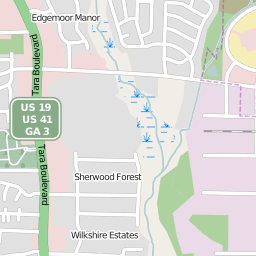 Edgemoor Manor
Tara Boulevard
US 19
US 41
GA 3
Tara Boulevard
Sherwood Forest
Wilkshire Estates